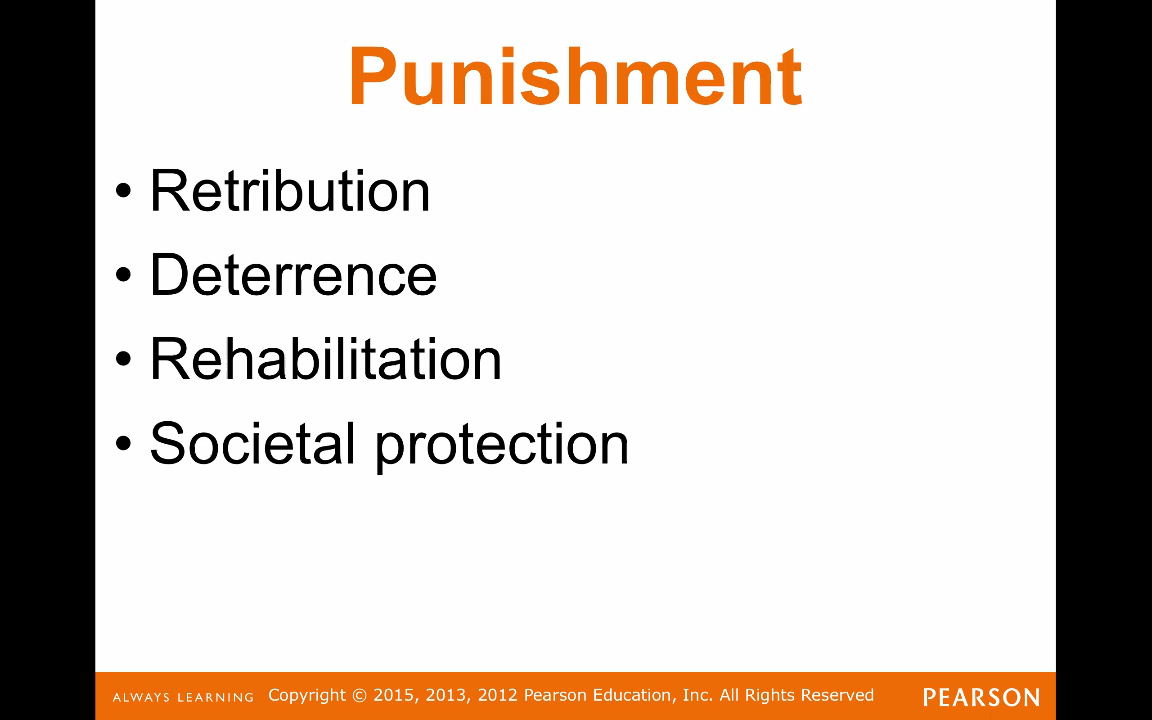 Punishment
• Retribution
• Deterrence
• Rehabilitation
• Societal protection
ALWAYS LEARNING Copyright © 2015, 2013, 2012 Pearson Education, Inc. All Rights Reserved PEARSON